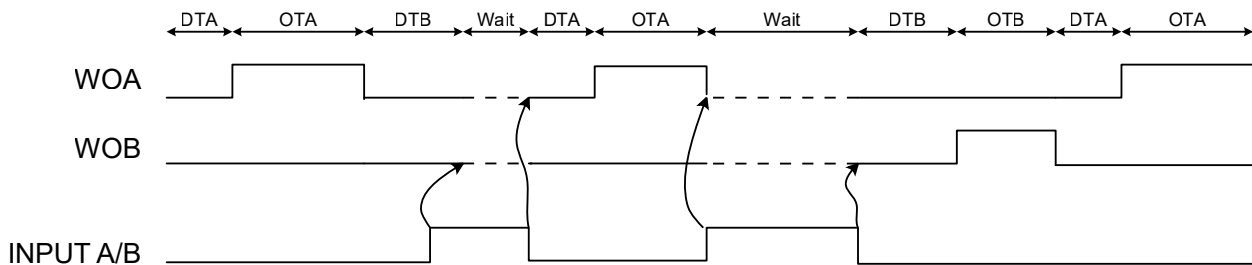 DTA OTA DTB Wait DTA OTA Wait DTB OTB DTA OTA
WOA
WOB
INPUT A/B